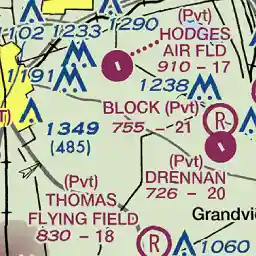 1290
(Pvt)
1102 1233
HODGES
AIR FLD
910 - 17
1191
1238
BLOCK (Pvt)
755 - 21
R
1349
(485)
(Pvt)
DRENNAN
726 - 20
(Pvt)
THOMAS
FLYING FIELD
830 - 18
Grandvi
R
1060